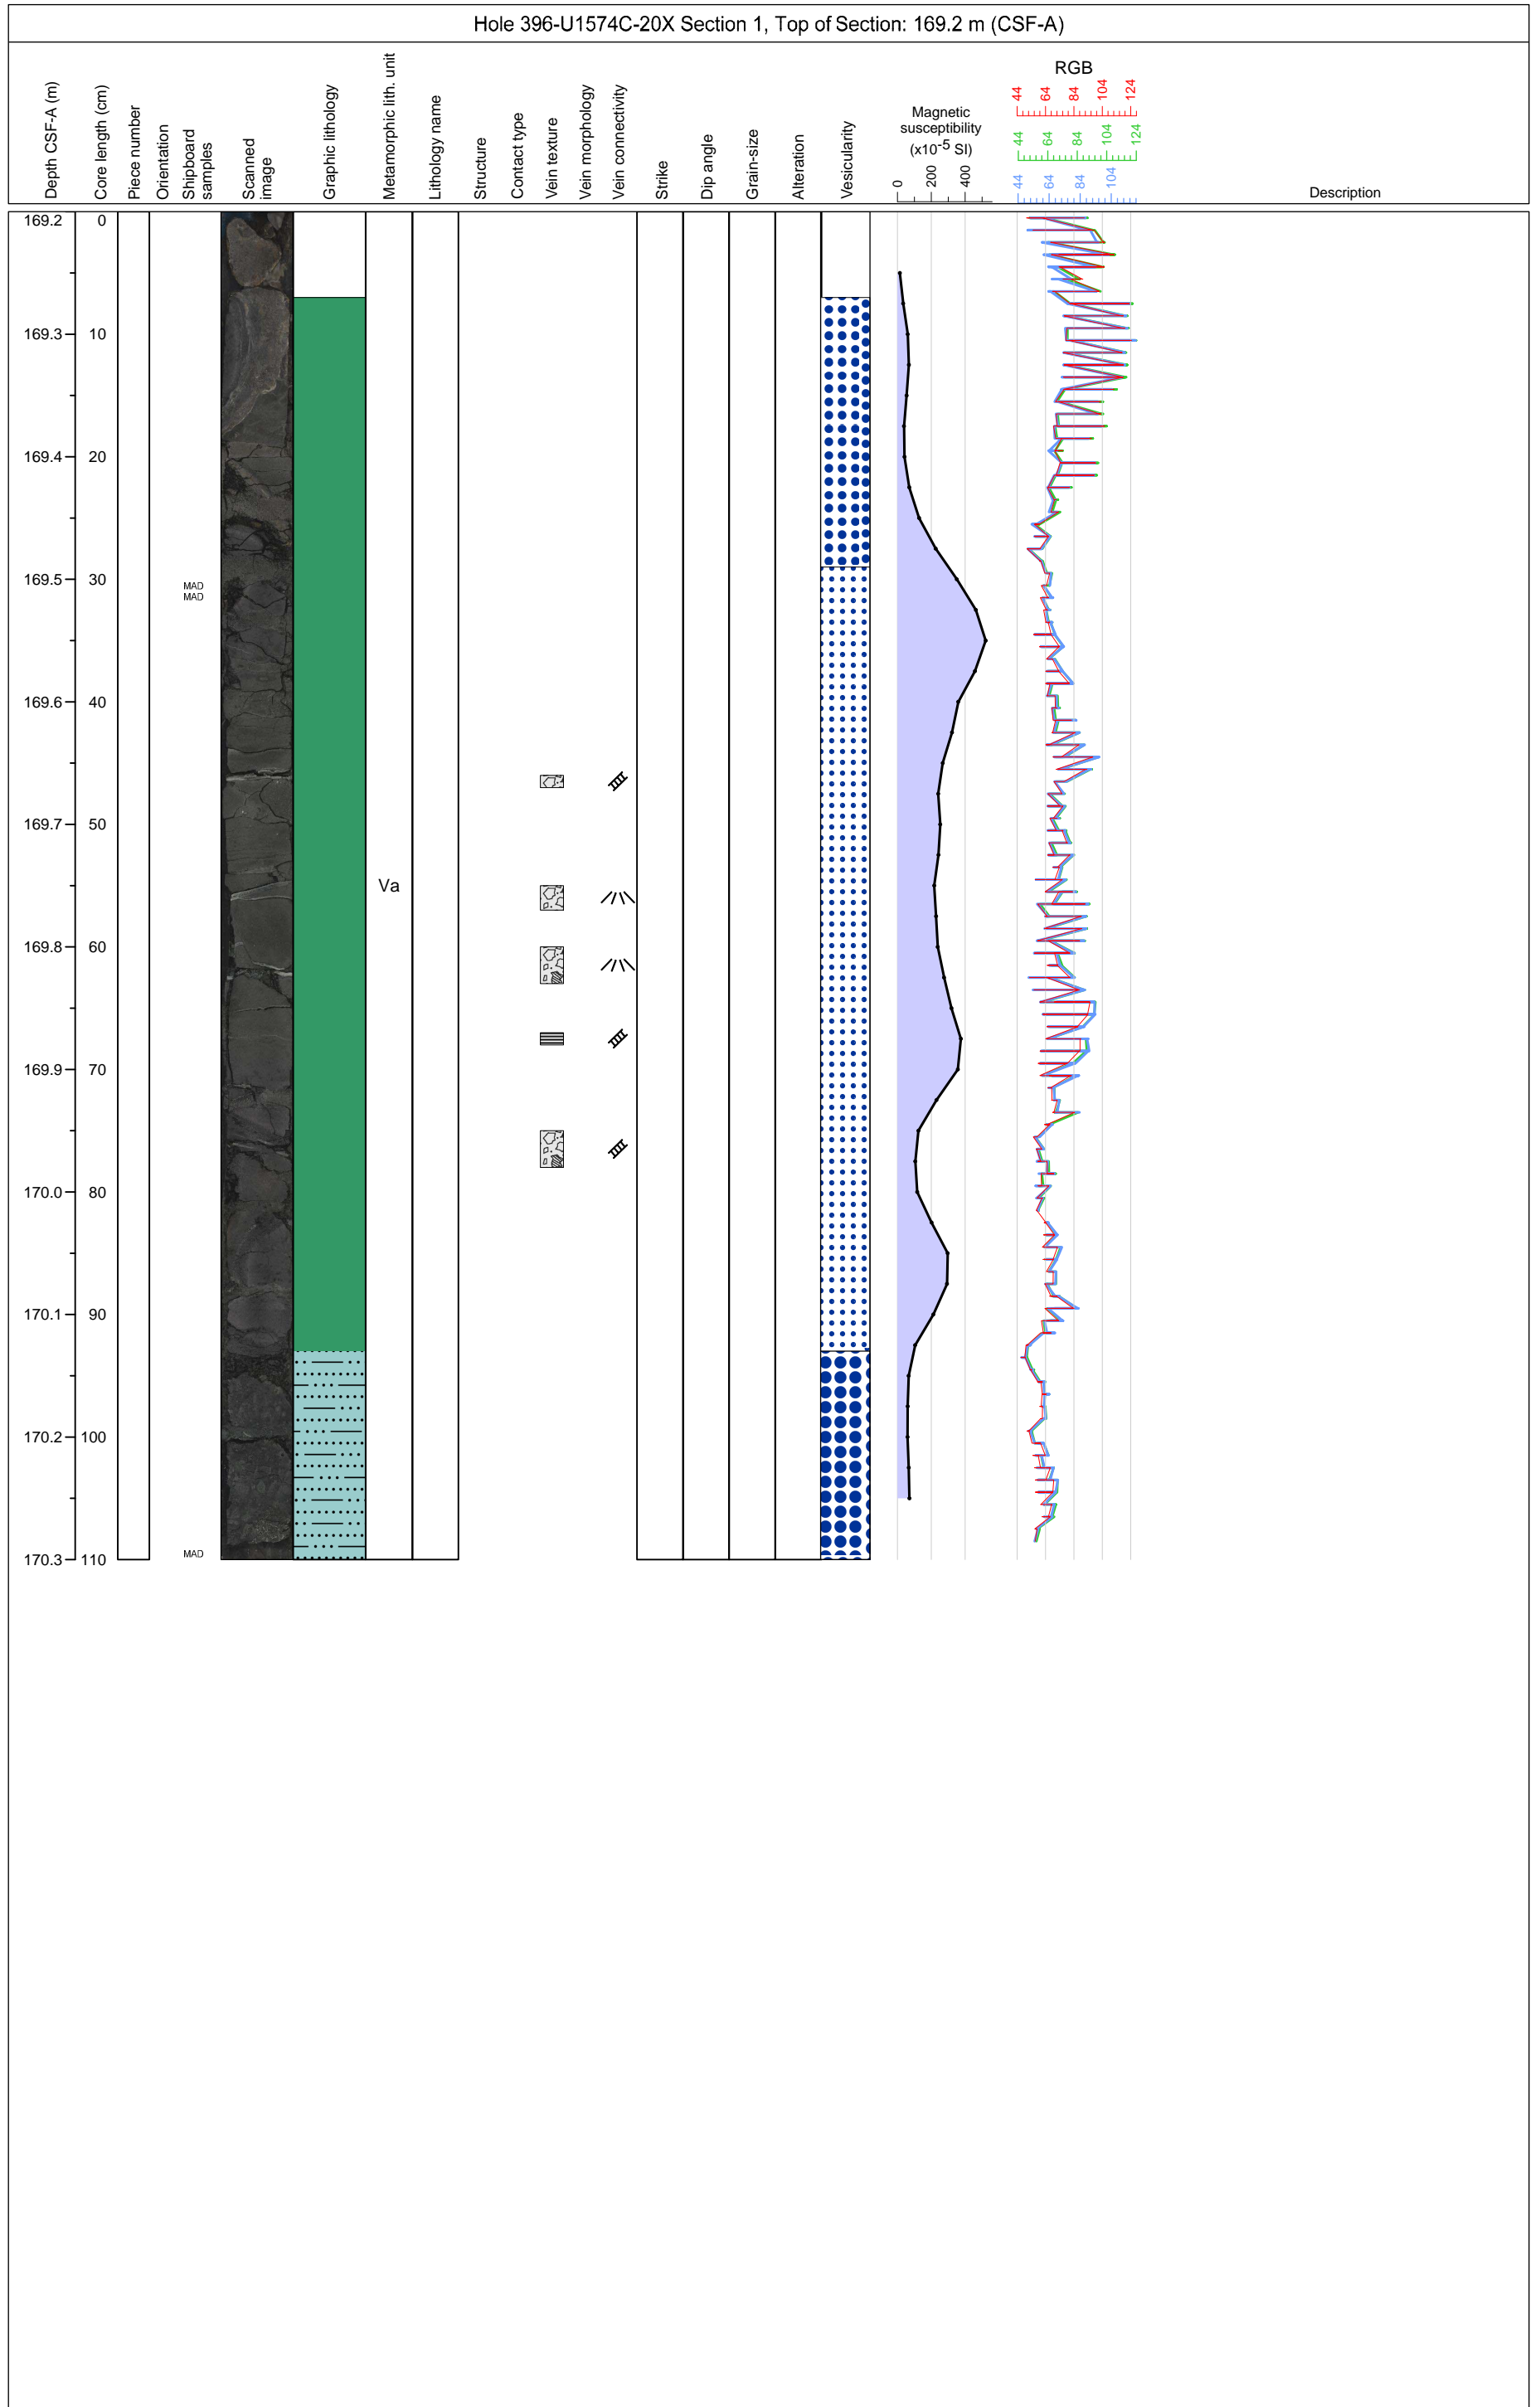 Hole 396-U1574C-20X Section 1, Top of Section: 169.2 m (CSF-A)
Depth CSF-A (m)
Core length (cm)
Piece number
Orientation
Shipboard
samples
Scanned
image
Graphic lithology
Metamorphic lith. unit
Lithology name
Structure
Contact type
Vein texture
Vein morphology
Vein connectivity
Strike
Dip angle
Grain-size
Alteration
Vesicularity
Magnetic
susceptibility
(x10-5 SI)
0 200 400
RGB
44 64 84 104 124
44 64 84 104 124
44 64 84 104
Description
169.2 0
169.3 10
169.4 20
169.5 30
MAD
MAD
169.6 40
169.7 50
Va
169.8 60
169.9 70
170.0 80
170.1 90
170.2 100
MAD
170.3 110